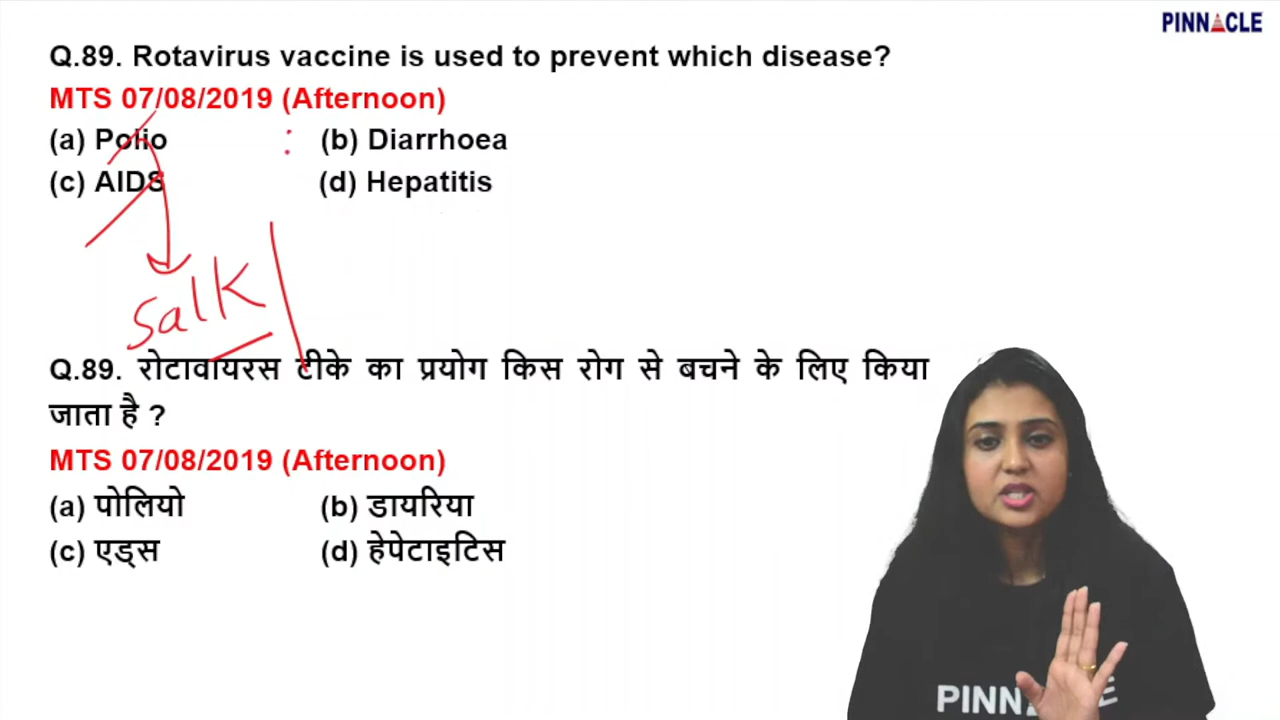 PINNACLE
Q.89. Rotavirus vaccine is used to prevent which disease?
MTS 07/08/2019 (Afternoon)
(a) Polio : (b) Diarrhoea
(c) AIDS (d) Hepatitis
Salk
Q.89. रोटावायरस टीके का प्रयोग किस रोग से बचने के लिए किया
जाता है ?
MTS 07/08/2019 (Afternoon)
(a) पोलियो (b) डायरिया
(c) एड्स (d) हेपेटाइटिस
PINNACLE